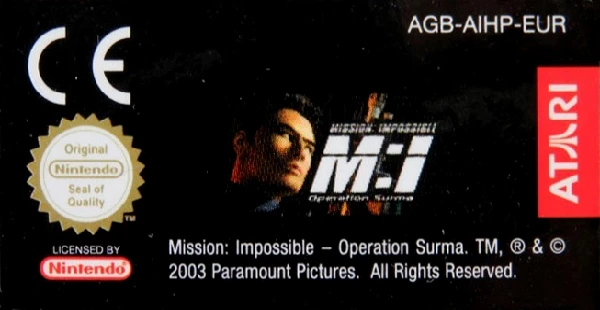 CE
AGB-AIHP-EUR
Original
Nintendo
Seal of
Quality
TM
LICENSED BY
Nintendo
MISSION: IMPOSSIBLE
M:I
Operation Surma
ATARI
Mission: Impossible – Operation Surma. TM, ® & ©
2003 Paramount Pictures. All Rights Reserved.